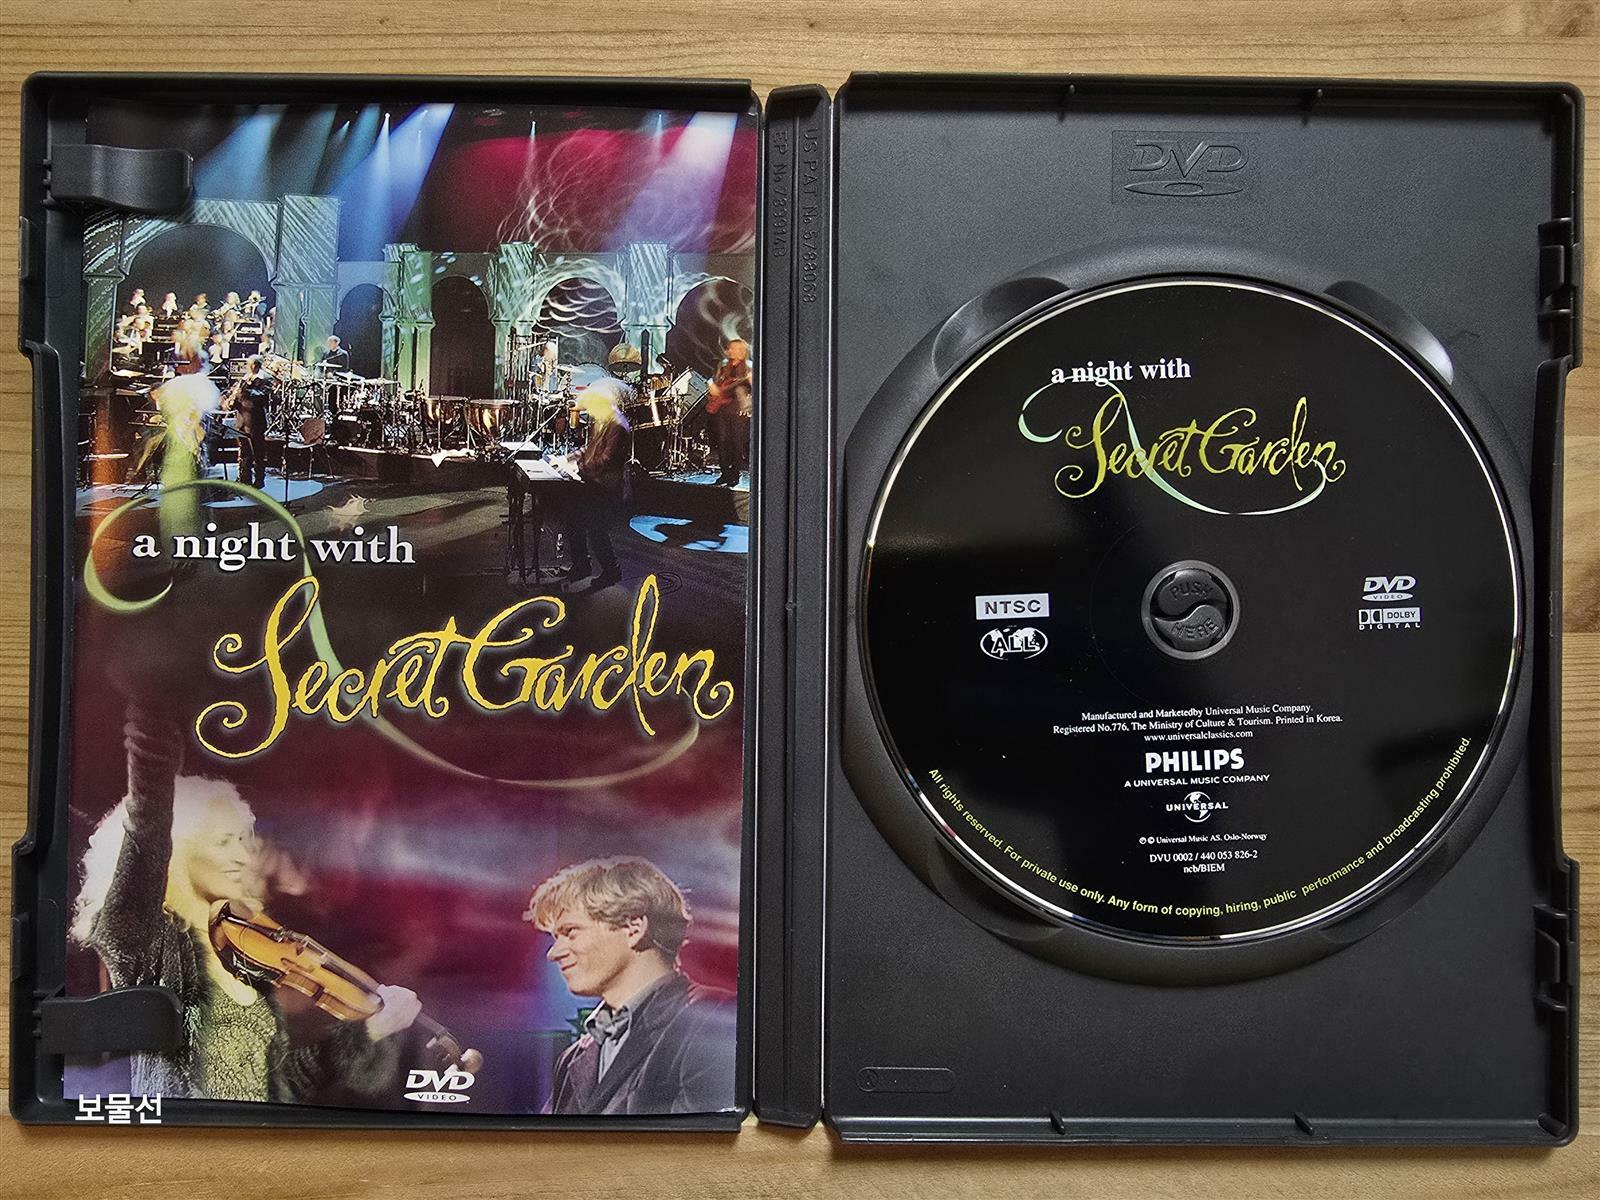 a night with
Secret Garden
DVD
VIDEO
보물선
EP No 789914B
US PAT No 5788068
DVD
a night with
Secret Garden
NTSC
ALL
PUSH
HERE
DVD
VIDEO
DOLBY
DIGITAL
Manufactured and Marketedby Universal Music Company.
Registered No.776, The Ministry of Culture & Tourism. Printed in Korea.
www.universalclassics.com
PHILIPS
A UNIVERSAL MUSIC COMPANY
UNIVERSAL
℗ © Universal Music AS. Oslo-Norwqy
DVU 0002 / 440 053 826-2
ncb/BIEM
All rights reserved. For private use only. Any form of copying, hiring, public performance and broadcasting prohibited.